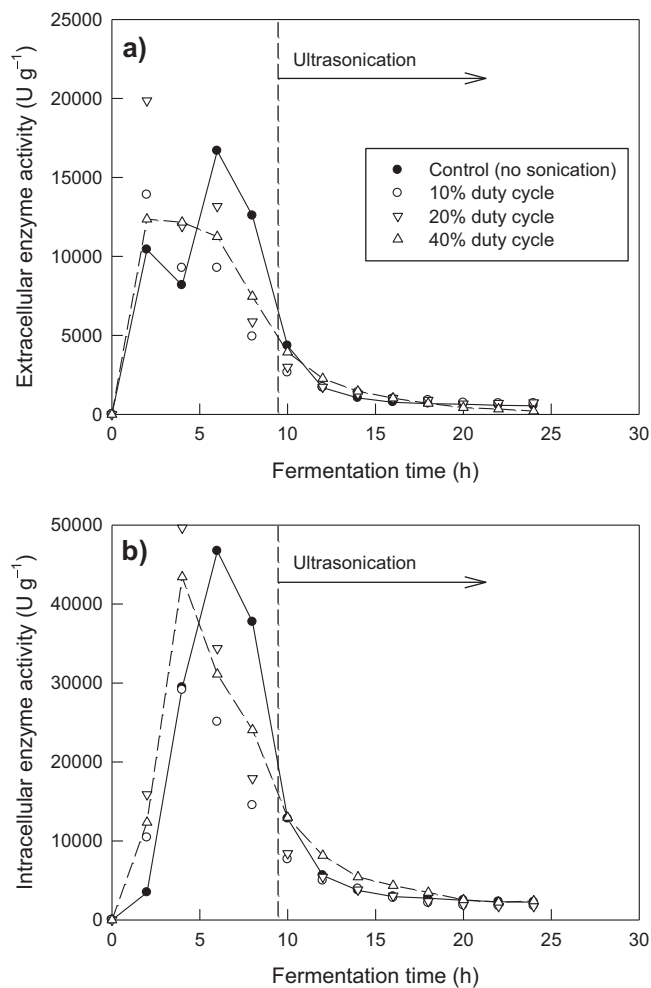 25000
a)
Ultrasonication
20000
Control (no sonication)
15000
10% duty cycle
20% duty cycle
40% duty cycle
10000
5000
0
0 5 10 15 20 25 30
Extracellular enzyme activity (U g⁻¹)
Fermentation time (h)
50000
b)
Ultrasonication
40000
30000
20000
10000
0
0 5 10 15 20 25 30
Intracellular enzyme activity (U g⁻¹)
Fermentation time (h)